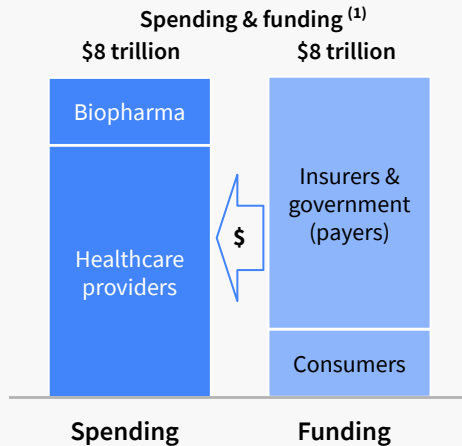 Spending & funding (1)
$8 trillion
$8 trillion
Biopharma
Healthcare
providers
$
Insurers &
government
(payers)
Consumers
Spending
Funding